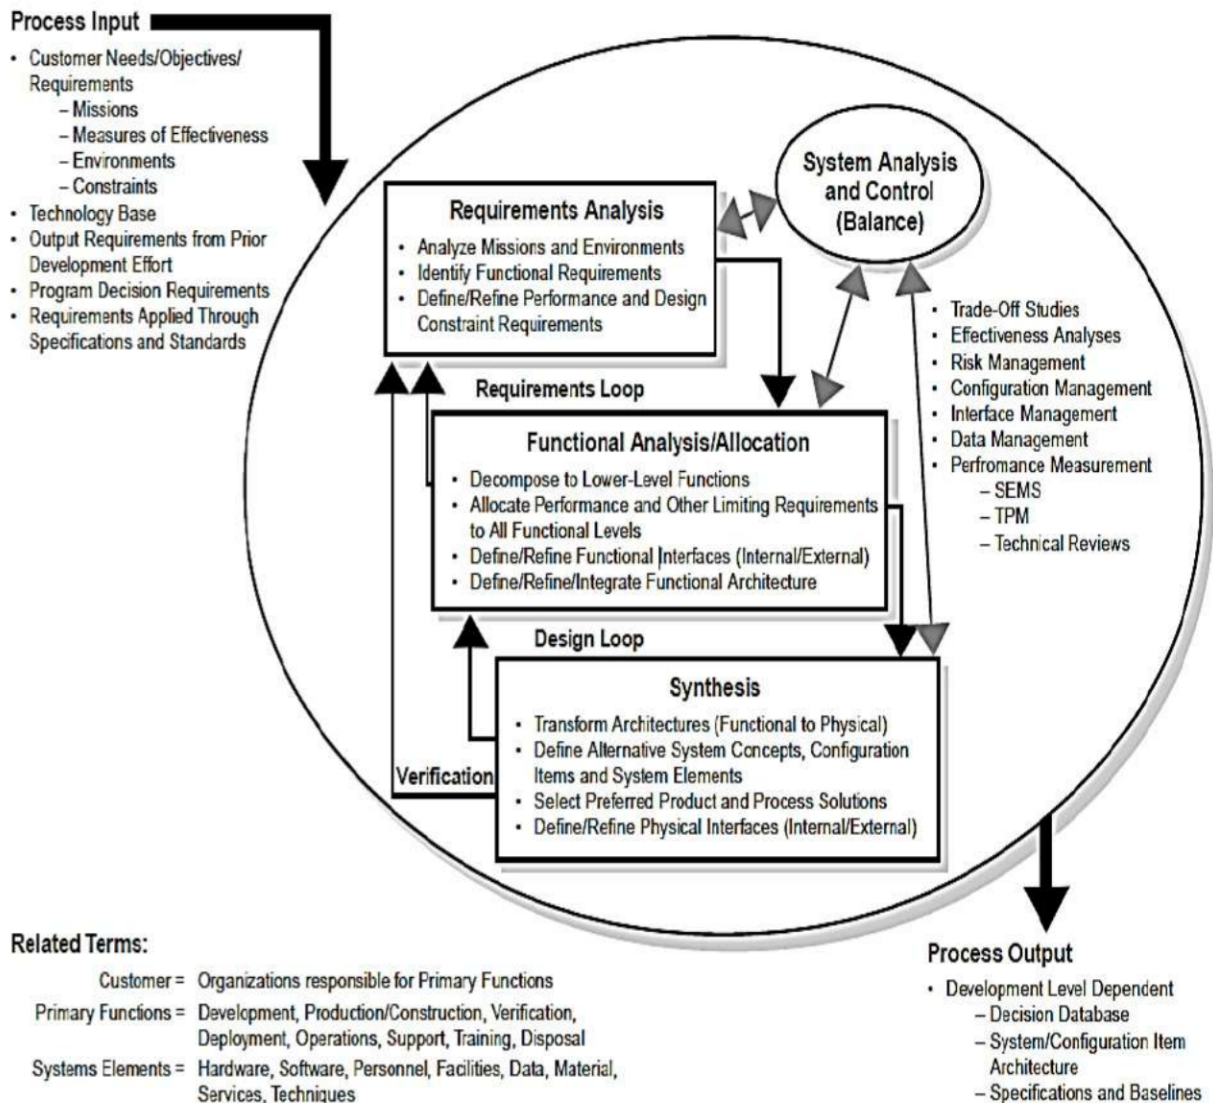 Process Input
• Customer Needs/Objectives/
Requirements
– Missions
– Measures of Effectiveness
– Environments
– Constraints
• Technology Base
• Output Requirements from Prior
Development Effort
• Program Decision Requirements
• Requirements Applied Through
Specifications and Standards
System Analysis
and Control
(Balance)
Requirements Analysis
• Analyze Missions and Environments
• Identify Functional Requirements
• Define/Refine Performance and Design
Constraint Requirements
• Trade-Off Studies
• Effectiveness Analyses
• Risk Management
• Configuration Management
• Interface Management
• Data Management
• Perfromance Measurement
– SEMS
– TPM
– Technical Reviews
Requirements Loop
Functional Analysis/Allocation
• Decompose to Lower-Level Functions
• Allocate Performance and Other Limiting Requirements
to All Functional Levels
• Define/Refine Functional Interfaces (Internal/External)
• Define/Refine/Integrate Functional Architecture
Design Loop
Synthesis
• Transform Architectures (Functional to Physical)
• Define Alternative System Concepts, Configuration
Items and System Elements
• Select Preferred Product and Process Solutions
• Define/Refine Physical Interfaces (Internal/External)
Verification
Related Terms:
Customer = Organizations responsible for Primary Functions
Primary Functions = Development, Production/Construction, Verification,
Deployment, Operations, Support, Training, Disposal
Systems Elements = Hardware, Software, Personnel, Facilities, Data, Material,
Services, Techniques
Process Output
• Development Level Dependent
– Decision Database
– System/Configuration Item
Architecture
– Specifications and Baselines